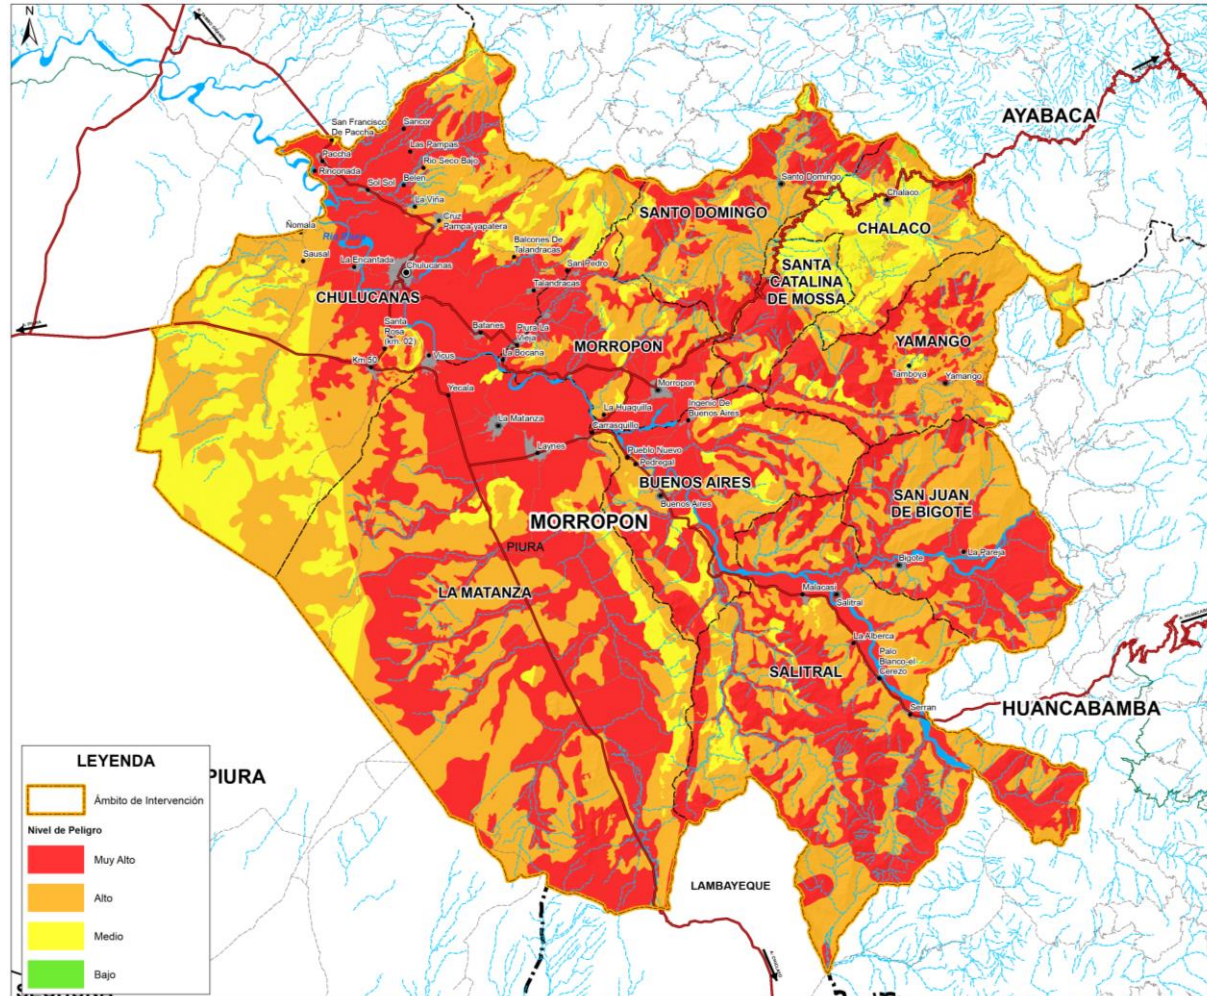 N
AYABACA
San Francisco
De Paccha
Sancor
Las Pampas
Paccha
Rinconada
Rio Seco Bajo
Sol Sol
Belen
La Viña
Cruz
Pampa yapatera
Santo Domingo
Chalaco
SANTO DOMINGO
CHALACO
Ñomala
Sausal
La Encantada
Chulucanas
Balcones De
Talandracas
San Pedro
Talandracas
SANTA
CATALINA
DE MOSSA
CHULUCANAS
Santa
Rosa
(km. 02)
Batanes
Piura La
Vieja
La Bocana
MORROPON
YAMANGO
Km 50
Vicus
Tamboya
Yamango
Yecala
Morropon
La Matanza
La Huaquilla
Ingenio De
Buenos Aires
Carrasquillo
Laynes
Pueblo Nuevo
Pedregal
BUENOS AIRES
Buenos Aires
SAN JUAN
DE BIGOTE
MORROPON
PIURA
Bigote
La Pareja
LA MATANZA
Malacasi
Salitral
La Alberca
Palo
Blanco-el
Cerezo
SALITRAL
Serran
HUANCABAMBA
PIURA
LAMBAYEQUE
LEYENDA
Ámbito de Intervención
Nivel de Peligro
Muy Alto
Alto
Medio
Bajo